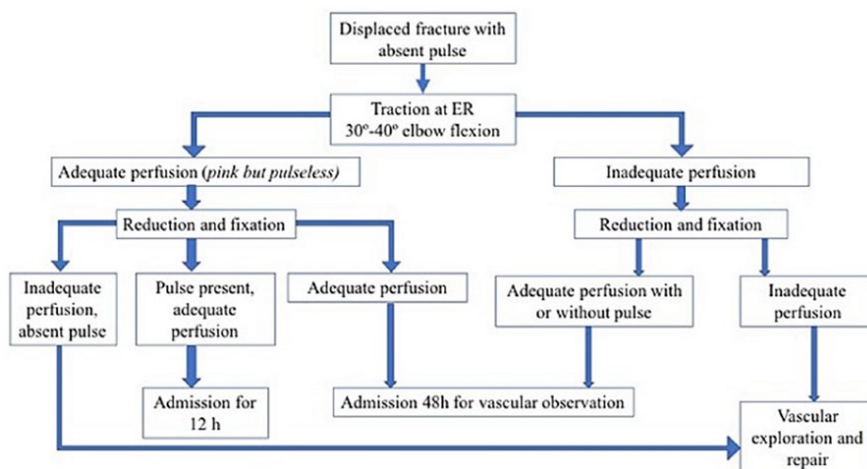 Displaced fracture with
absent pulse
Traction at ER
30º-40º elbow flexion
Adequate perfusion (pink but pulseless)
Inadequate perfusion
Reduction and fixation
Reduction and fixation
Inadequate
perfusion,
absent pulse
Pulse present,
adequate
perfusion
Adequate perfusion
Adequate perfusion with
or without pulse
Inadequate
perfusion
Admission for
12 h
Admission 48h for vascular observation
Vascular
exploration and
repair